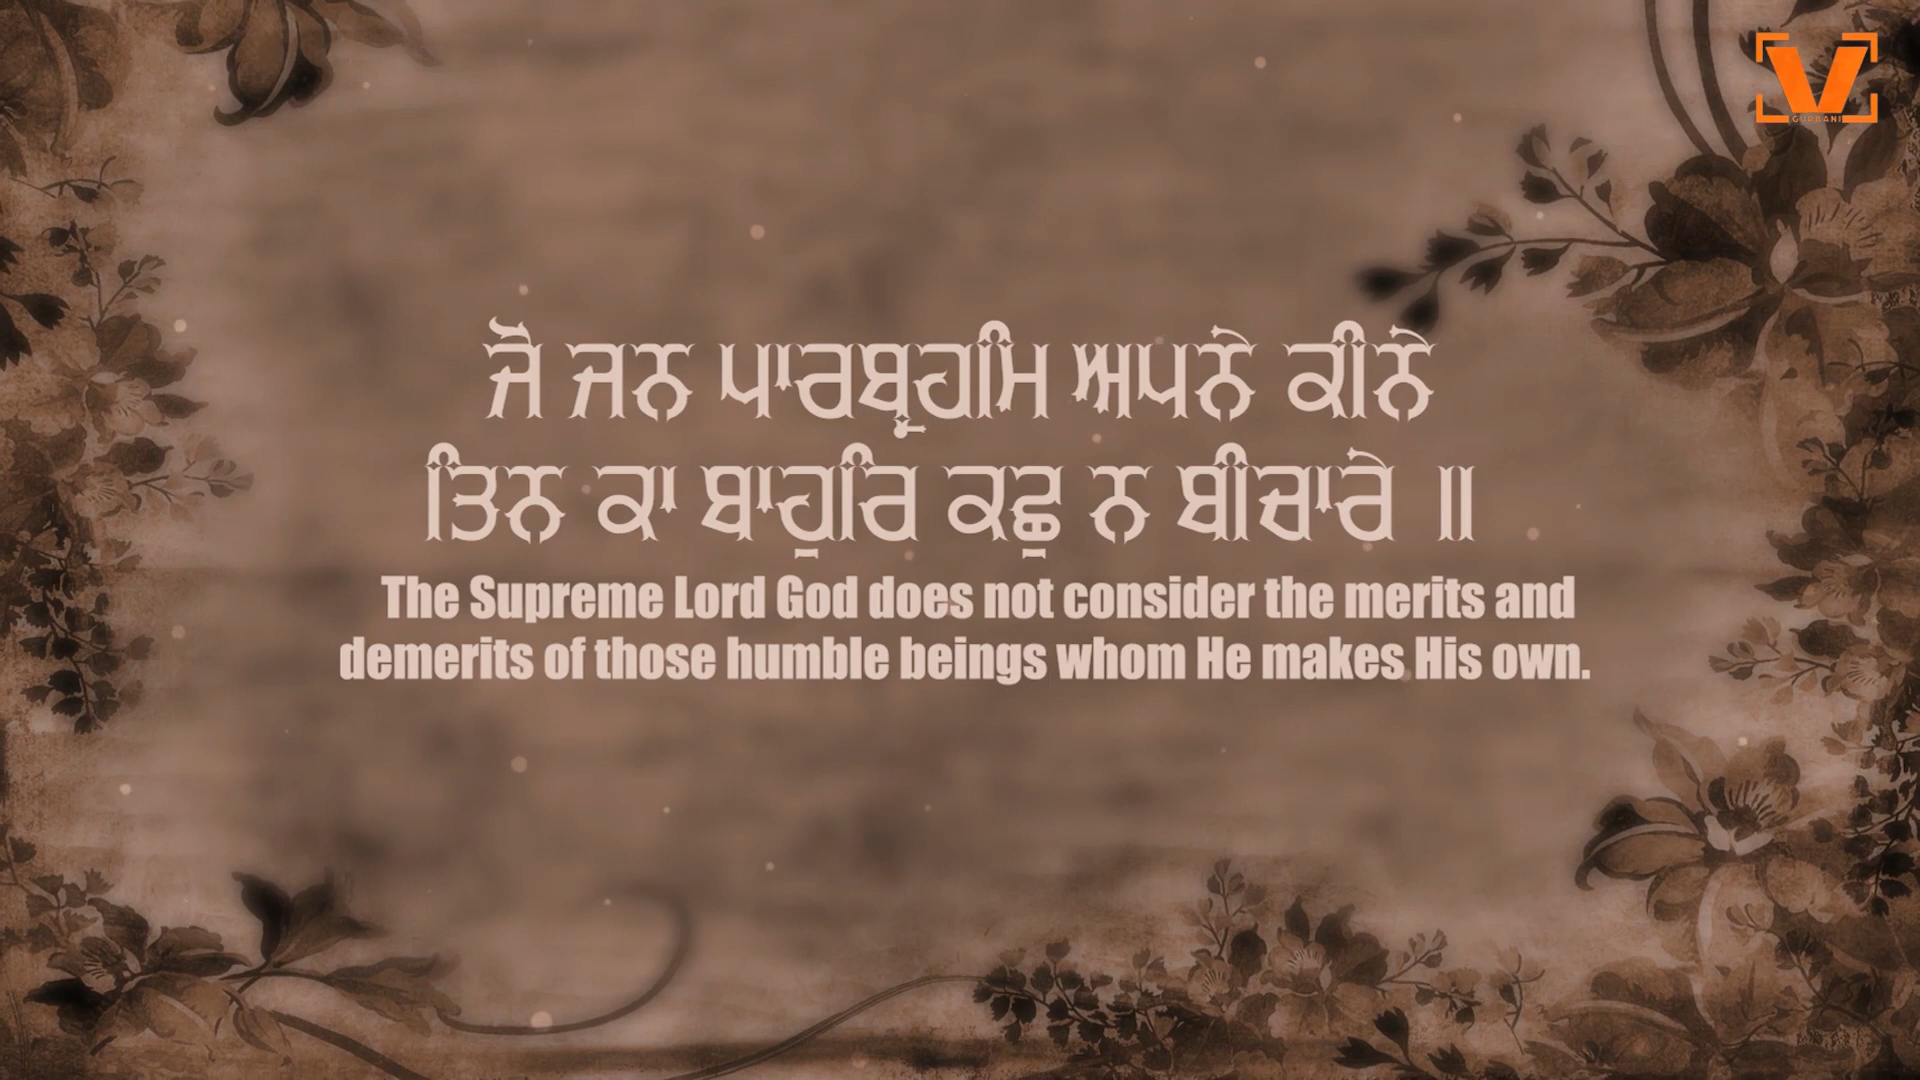 GURBANI
ਜੋ ਜਨ ਪਾਰਬ੍ਰਹਮਿ ਅਪਨੇ ਕੀਨੇ
ਤਿਨ ਕਾ ਬਾਹੁਰਿ ਕਛੁ ਨ ਬੀਚਾਰੇ ॥
The Supreme Lord God does not consider the merits and
demerits of those humble beings whom He makes His own.